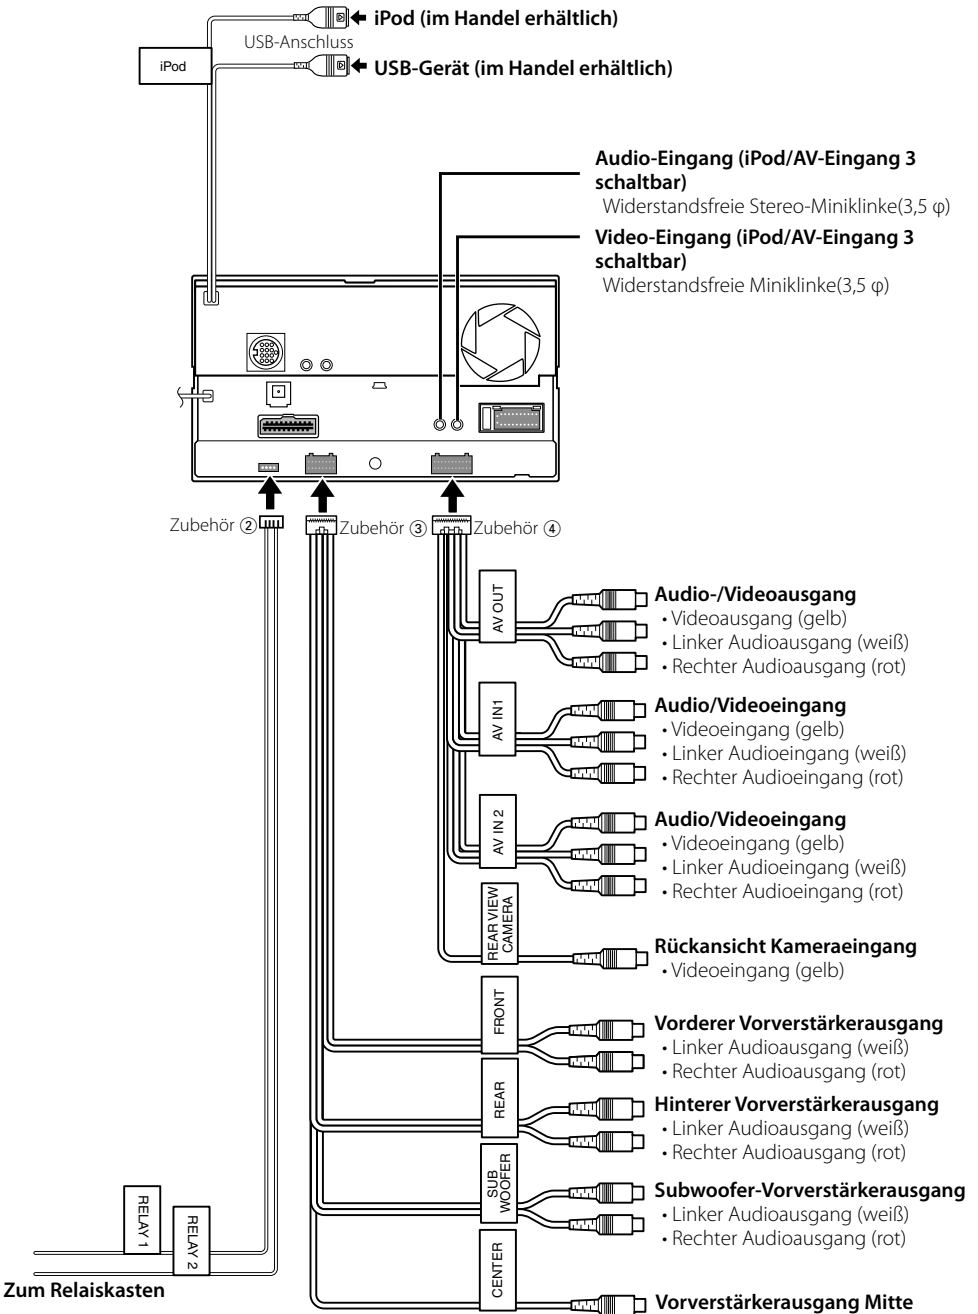 iPod (im Handel erhältlich)
USB-Anschluss
iPod
USB-Gerät (im Handel erhältlich)
Audio-Eingang (iPod/AV-Eingang 3
schaltbar)
Widerstandsfreie Stereo-Miniklinke(3,5 φ)
Video-Eingang (iPod/AV-Eingang 3
schaltbar)
Widerstandsfreie Miniklinke(3,5 φ)
Zubehör ②
Zubehör ③
Zubehör ④
AV OUT
Audio-/Videoausgang
• Videoausgang (gelb)
• Linker Audioausgang (weiß)
• Rechter Audioausgang (rot)
AV IN1
Audio/Videoeingang
• Videoeingang (gelb)
• Linker Audioeingang (weiß)
• Rechter Audioeingang (rot)
AV IN 2
Audio/Videoeingang
• Videoeingang (gelb)
• Linker Audioeingang (weiß)
• Rechter Audioeingang (rot)
REAR VIEW
CAMERA
Rückansicht Kameraeingang
• Videoeingang (gelb)
FRONT
Vorderer Vorverstärkerausgang
• Linker Audioausgang (weiß)
• Rechter Audioausgang (rot)
REAR
Hinterer Vorverstärkerausgang
• Linker Audioausgang (weiß)
• Rechter Audioausgang (rot)
SUB
WOOFER
Subwoofer-Vorverstärkerausgang
• Linker Audioausgang (weiß)
• Rechter Audioausgang (rot)
RELAY 1
RELAY 2
Zum Relaiskasten
CENTER
Vorverstärkerausgang Mitte